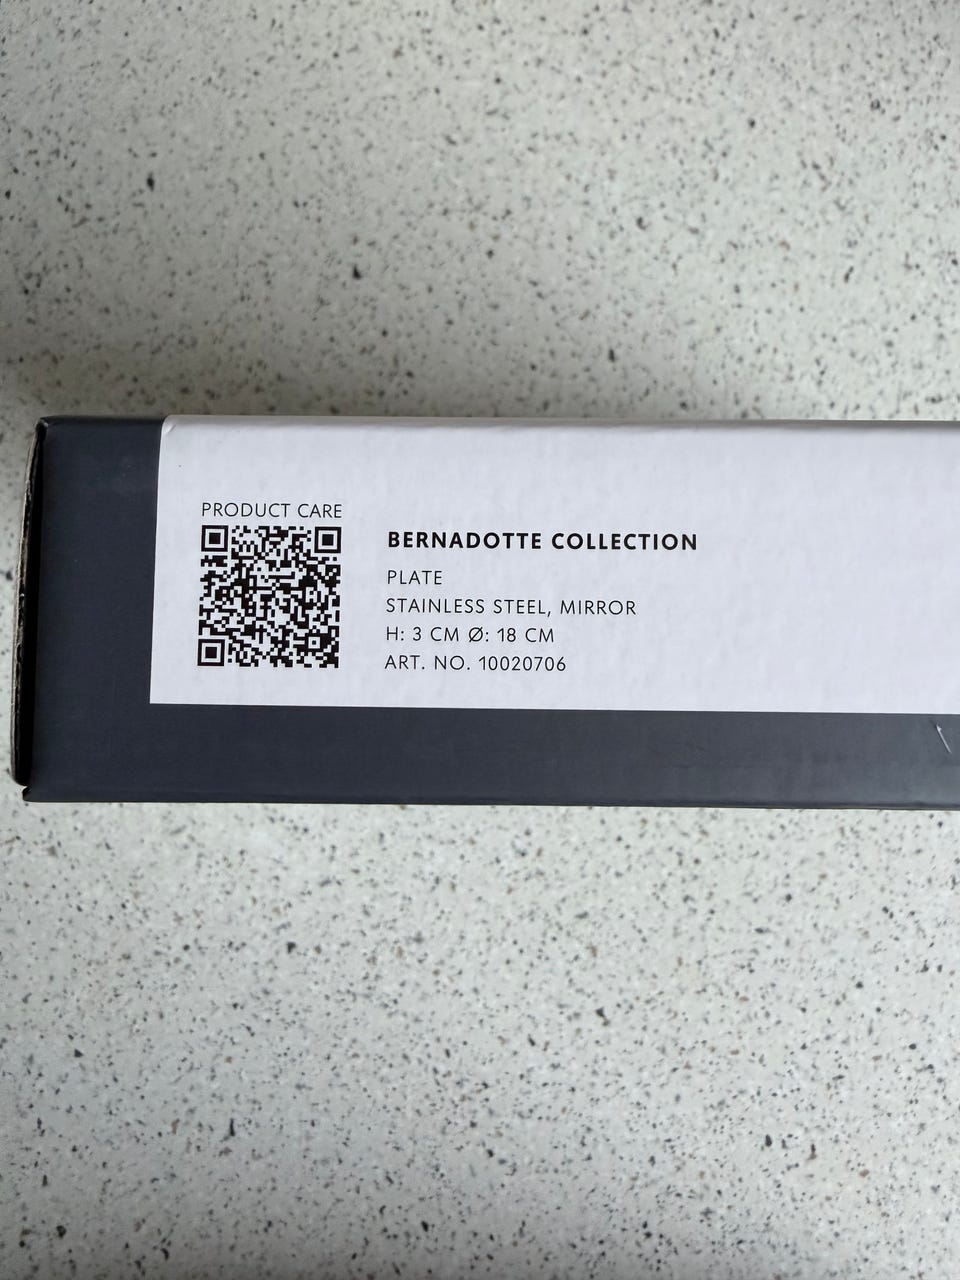 PRODUCT CARE
BERNADOTTE COLLECTION
PLATE
STAINLESS STEEL, MIRROR
H: 3 CM Ø: 18 CM
ART. NO. 10020706